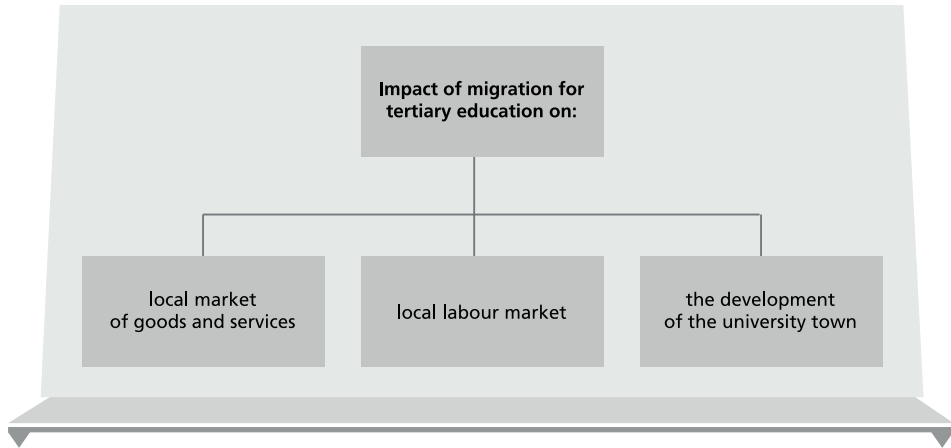 Impact of migration for
tertiary education on:
local market
of goods and services
local labour market
the development
of the university town